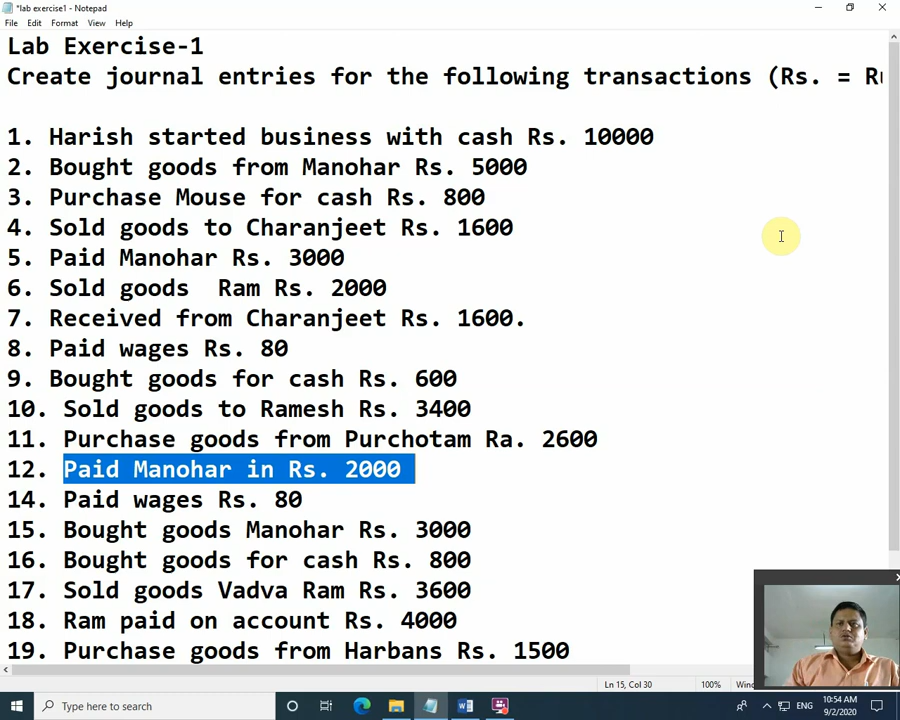 *lab exercise1 - Notepad
File Edit Format View Help
Lab Exercise-1
Create journal entries for the following transactions (Rs. = Ru
1. Harish started business with cash Rs. 10000
2. Bought goods from Manohar Rs. 5000
3. Purchase Mouse for cash Rs. 800
4. Sold goods to Charanjeet Rs. 1600
5. Paid Manohar Rs. 3000
6. Sold goods  Ram Rs. 2000
7. Received from Charanjeet Rs. 1600.
8. Paid wages Rs. 80
9. Bought goods for cash Rs. 600
10. Sold goods to Ramesh Rs. 3400
11. Purchase goods from Purchotam Ra. 2600
12. Paid Manohar in Rs. 2000
14. Paid wages Rs. 80
15. Bought goods Manohar Rs. 3000
16. Bought goods for cash Rs. 800
17. Sold goods Vadva Ram Rs. 3600
18. Ram paid on account Rs. 4000
19. Purchase goods from Harbans Rs. 1500
Ln 15, Col 30 100% Wind
Type here to search
ENG 10:54 AM
9/2/2020